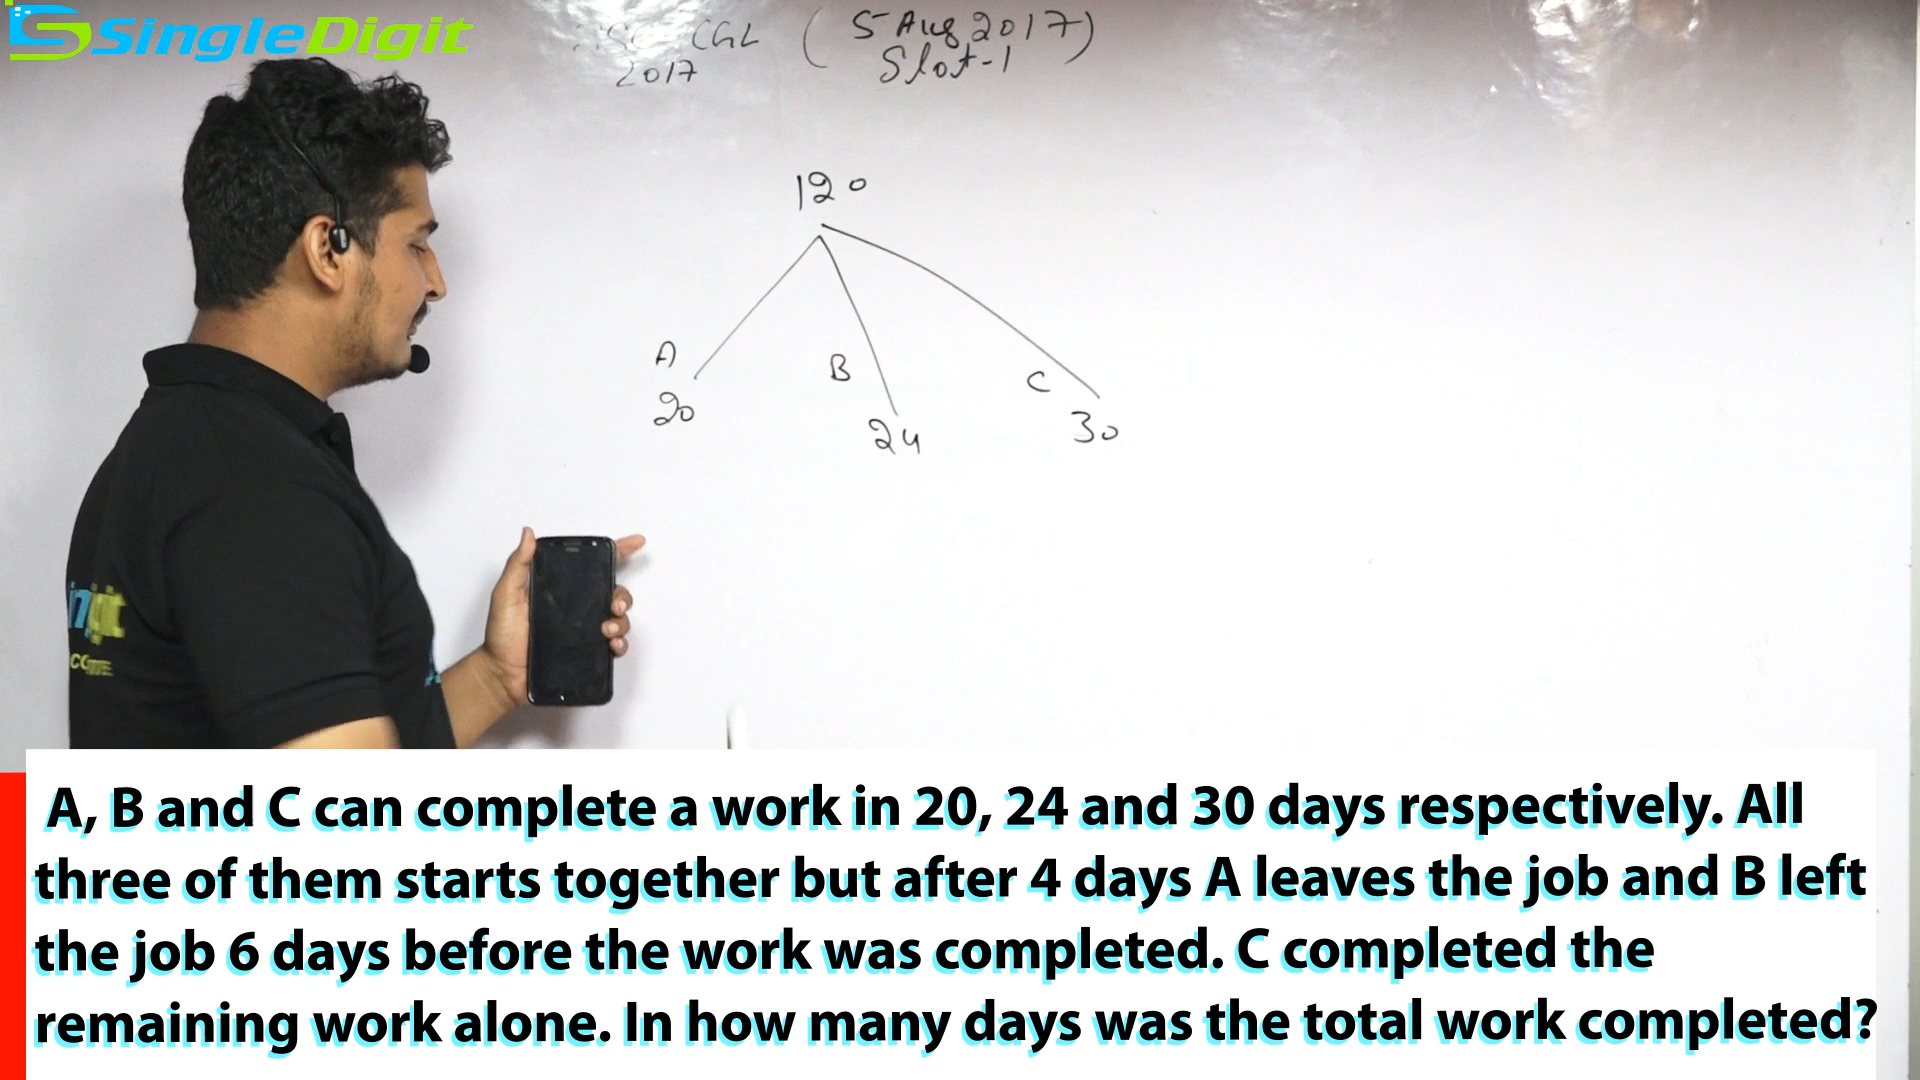 SingleDigit
SSC CGL ( 5 Aug 2017)
2017 Slot-1
120
A
B
C
20
24
30
A, B and C can complete a work in 20, 24 and 30 days respectively. All
three of them starts together but after 4 days A leaves the job and B left
the job 6 days before the work was completed. C completed the
remaining work alone. In how many days was the total work completed?